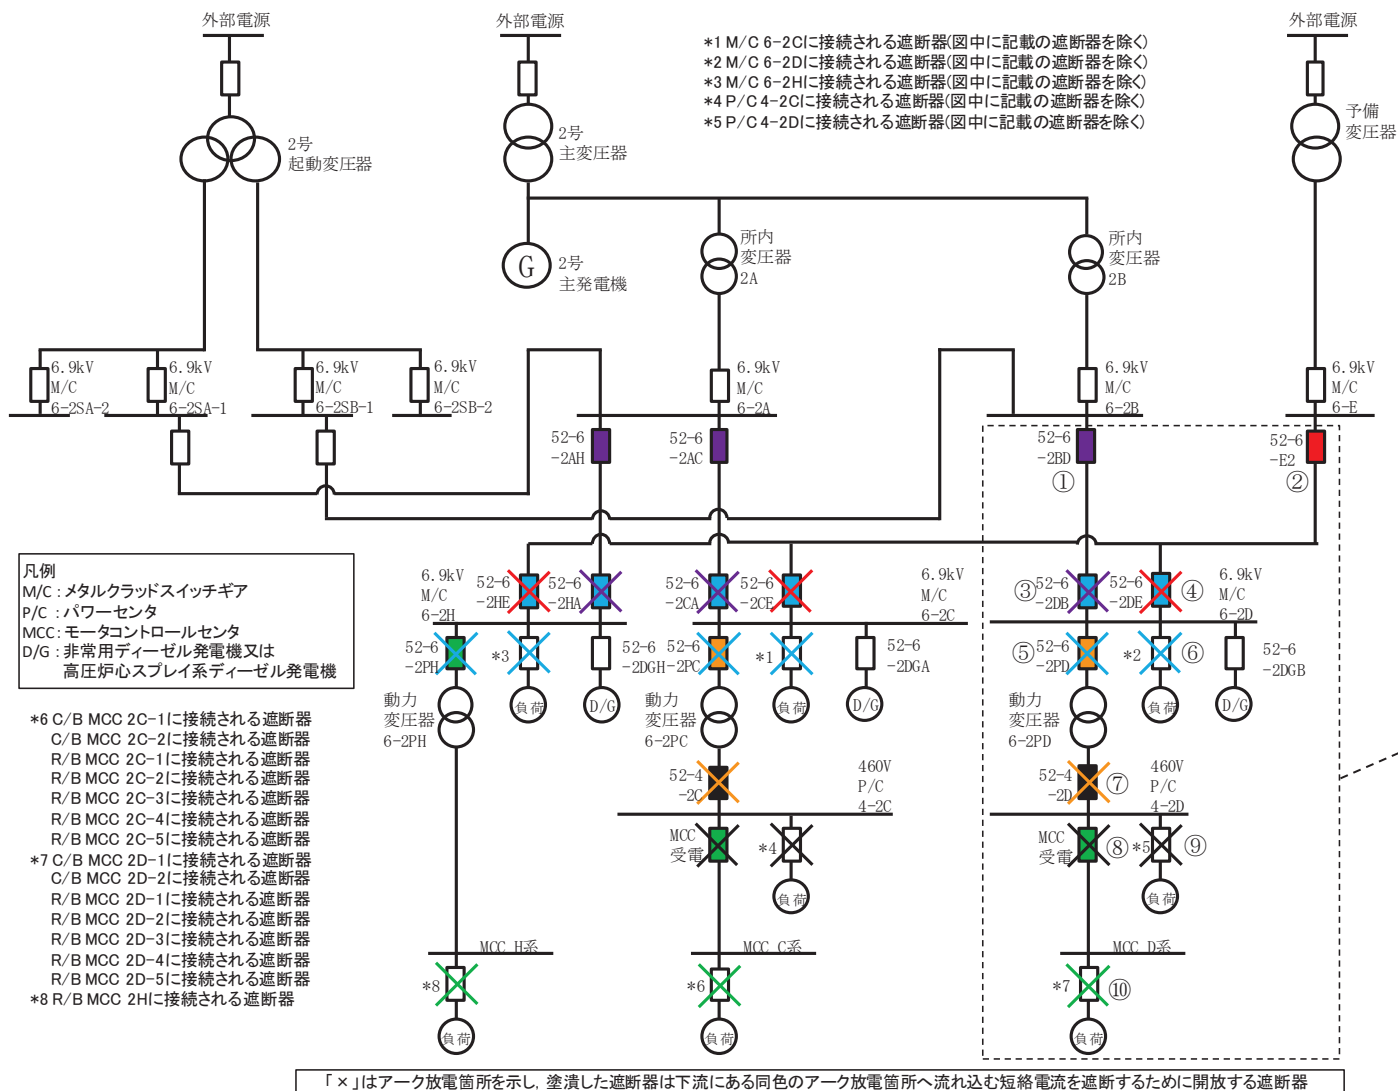 外部電源
外部電源
外部電源
*1 M/C 6-2Cに接続される遮断器(図中に記載の遮断器を除く)
*2 M/C 6-2Dに接続される遮断器(図中に記載の遮断器を除く)
*3 M/C 6-2Hに接続される遮断器(図中に記載の遮断器を除く)
*4 P/C 4-2Cに接続される遮断器(図中に記載の遮断器を除く)
*5 P/C 4-2Dに接続される遮断器(図中に記載の遮断器を除く)
2号
起動変圧器
2号
主変圧器
予備
変圧器
G
2号
主発電機
所内
変圧器
2A
所内
変圧器
2B
6.9kV
M/C
6-2SA-2
6.9kV
M/C
6-2SA-1
6.9kV
M/C
6-2SB-1
6.9kV
M/C
6-2SB-2
6.9kV
M/C
6-2A
6.9kV
M/C
6-2B
6.9kV
M/C
6-E
52-6
-2AH
52-6
-2AC
52-6
-2BD
①
52-6
-E2
②
凡例
M/C : メタルクラッドスイッチギア
P/C : パワーセンタ
MCC: モータコントロールセンタ
D/G : 非常用ディーゼル発電機又は
高圧炉心スプレイ系ディーゼル発電機
6.9kV
M/C
6-2H
52-6
-2HE
52-6
-2HA
52-6
-2CA
52-6
-2CE
6.9kV
M/C
6-2C
③
52-6
-2DB
52-6
-2DE
④
6.9kV
M/C
6-2D
52-6
-2PH
*3
52-6
-2DGH
52-6
-2PC
*1
52-6
-2DGA
⑤
52-6
-2PD
*2
⑥
52-6
-2DGB
動力
変圧器
6-2PH
負荷
D/G
動力
変圧器
6-2PC
負荷
D/G
動力
変圧器
6-2PD
負荷
D/G
*6 C/B MCC 2C-1に接続される遮断器
C/B MCC 2C-2に接続される遮断器
R/B MCC 2C-1に接続される遮断器
R/B MCC 2C-2に接続される遮断器
R/B MCC 2C-3に接続される遮断器
R/B MCC 2C-4に接続される遮断器
R/B MCC 2C-5に接続される遮断器
*7 C/B MCC 2D-1に接続される遮断器
C/B MCC 2D-2に接続される遮断器
R/B MCC 2D-1に接続される遮断器
R/B MCC 2D-2に接続される遮断器
R/B MCC 2D-3に接続される遮断器
R/B MCC 2D-4に接続される遮断器
R/B MCC 2D-5に接続される遮断器
*8 R/B MCC 2Hに接続される遮断器
52-4
-2C
460V
P/C
4-2C
52-4
-2D
⑦
460V
P/C
4-2D
MCC
受電
*4
MCC
受電
⑧
*5
⑨
負荷
負荷
MCC H系
MCC C系
MCC D系
*8
*6
*7
⑩
負荷
負荷
負荷
「×」はアーク放電箇所を示し, 塗潰した遮断器は下流にある同色のアーク放電箇所へ流れ込む短絡電流を遮断するために開放する遮断器